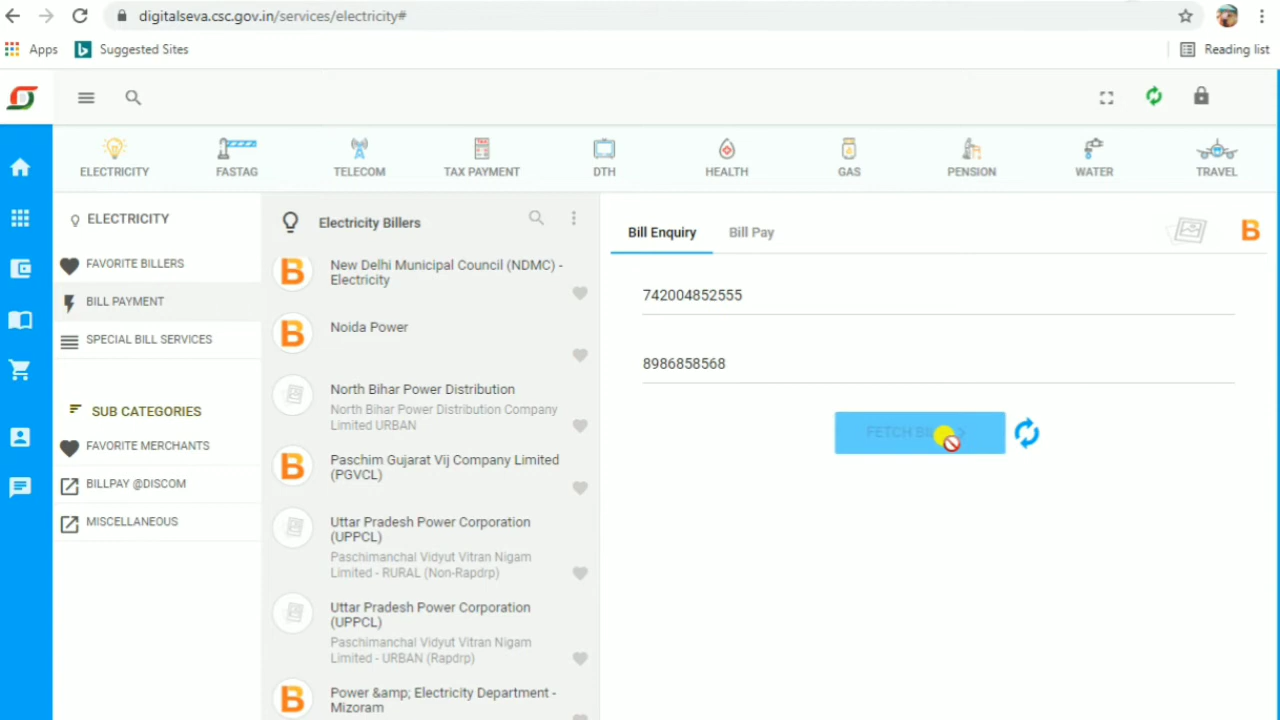 digitalseva.csc.gov.in/services/electricity#
Apps
Suggested Sites
Reading list
ELECTRICITY
FASTAG
TELECOM
TAX PAYMENT
DTH
HEALTH
GAS
PENSION
WATER
TRAVEL
ELECTRICITY
FAVORITE BILLERS
BILL PAYMENT
SPECIAL BILL SERVICES
SUB CATEGORIES
FAVORITE MERCHANTS
BILLPAY @DISCOM
MISCELLANEOUS
Electricity Billers
New Delhi Municipal Council (NDMC) -
Electricity
Noida Power
North Bihar Power Distribution
North Bihar Power Distribution Company
Limited URBAN
Paschim Gujarat Vij Company Limited
(PGVCL)
Uttar Pradesh Power Corporation
(UPPCL)
Paschimanchal Vidyut Vitran Nigam
Limited - RURAL (Non-Rapdrp)
Uttar Pradesh Power Corporation
(UPPCL)
Paschimanchal Vidyut Vitran Nigam
Limited - URBAN (Rapdrp)
Power &amp; Electricity Department -
Mizoram
Bill Enquiry
Bill Pay
742004852555
8986858568
FETCH